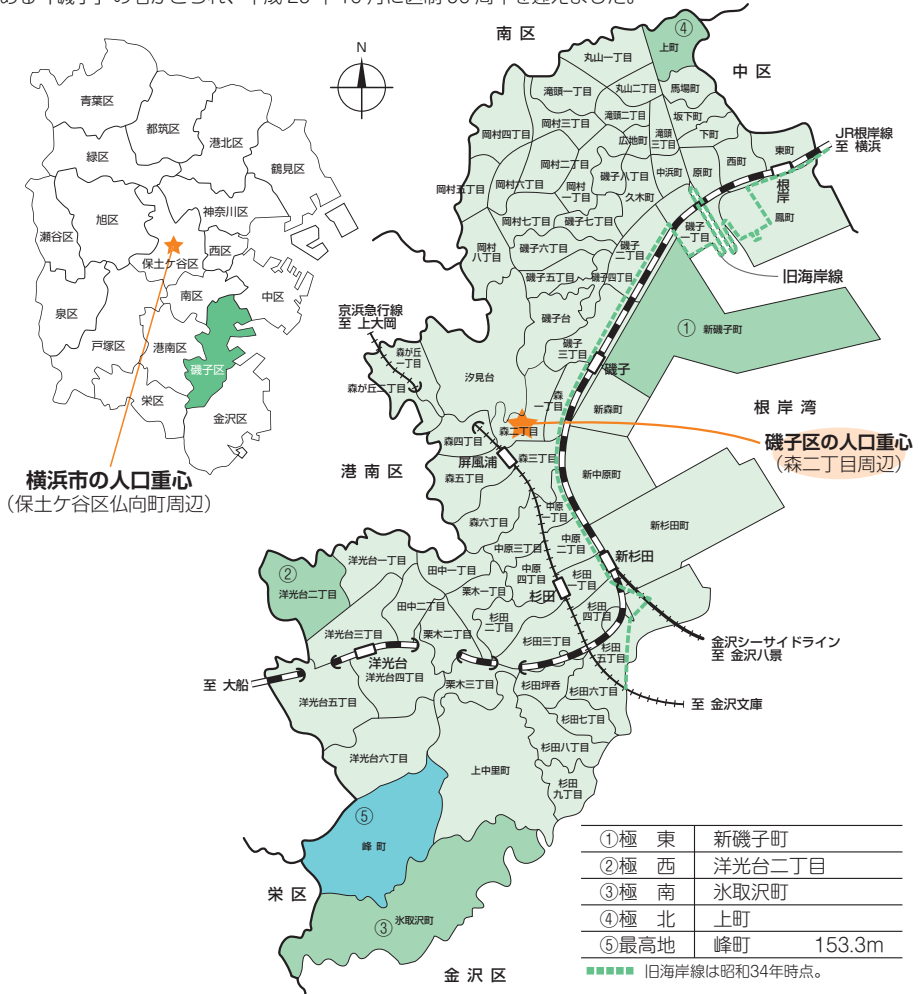 ある「磯子」の名がとられ、平成
南 区
④
上町
中 区
N
青葉区
都筑区
港北区
緑区
鶴見区
旭区
神奈川区
瀬谷区
西区
保土ケ谷区
南区
中区
泉区
戸塚区
港南区
磯子区
栄区
金沢区
横浜市の人口重心
(保土ケ谷区仏向町周辺)
丸山一丁目
丸山二丁目
馬場町
滝頭一丁目
滝頭二丁目
坂下町
岡村四丁目
岡村三丁目
広地町
滝頭
三丁目
下町
JR根岸線
至 横浜
岡村二丁目
中浜町
原町
西町
東町
岡村五丁目
岡村六丁目
岡村
一丁目
磯子八丁目
久木町
根岸
鳳町
岡村七丁目
磯子七丁目
磯子
一丁目
岡村
八丁目
磯子六丁目
磯子
二丁目
旧海岸線
磯子五丁目
磯子四丁目
京浜急行線
至 上大岡
磯子台
① 新磯子町
森が丘
一丁目
汐見台
磯子
三丁目
磯子
森が丘二丁目
森
一丁目
新森町
根 岸 湾
森二丁目
磯子区の人口重心
(森二丁目周辺)
森四丁目
屏風浦
森三丁目
港 南 区
森五丁目
新中原町
森六丁目
中原
一丁目
新杉田町
中原三丁目
中原
二丁目
新杉田
②
洋光台二丁目
洋光台一丁目
田中一丁目
中原
四丁目
杉田
一丁目
栗木一丁目
杉田
田中二丁目
杉田
二丁目
杉田
四丁目
洋光台三丁目
栗木二丁目
杉田三丁目
杉田
五丁目
金沢シーサイドライン
至 金沢八景
洋光台
洋光台四丁目
至 大船
栗木三丁目
杉田坪呑
杉田六丁目
至 金沢文庫
洋光台五丁目
杉田七丁目
洋光台六丁目
上中里町
杉田八丁目
杉田
九丁目
⑤
峰 町
栄 区
③ 氷取沢町
金 沢 区
①極 東 新磯子町
②極 西 洋光台二丁目
③極 南 氷取沢町
④極 北 上町
⑤最高地 峰町 153.3m
旧海岸線は昭和34年時点。